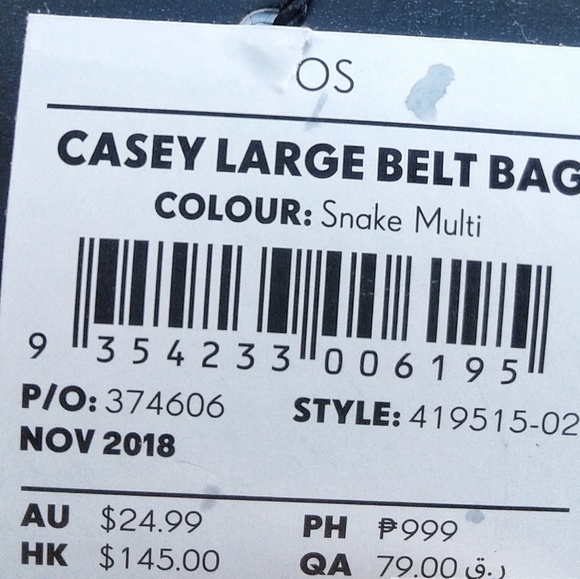 OS
CASEY LARGE BELT BAG
COLOUR: Snake Multi
9 354233 006195
P/O: 374606 STYLE: 419515-02
NOV 2018
AU $24.99 PH ₱999
HK $145.00 QA 79.00 ر.ق